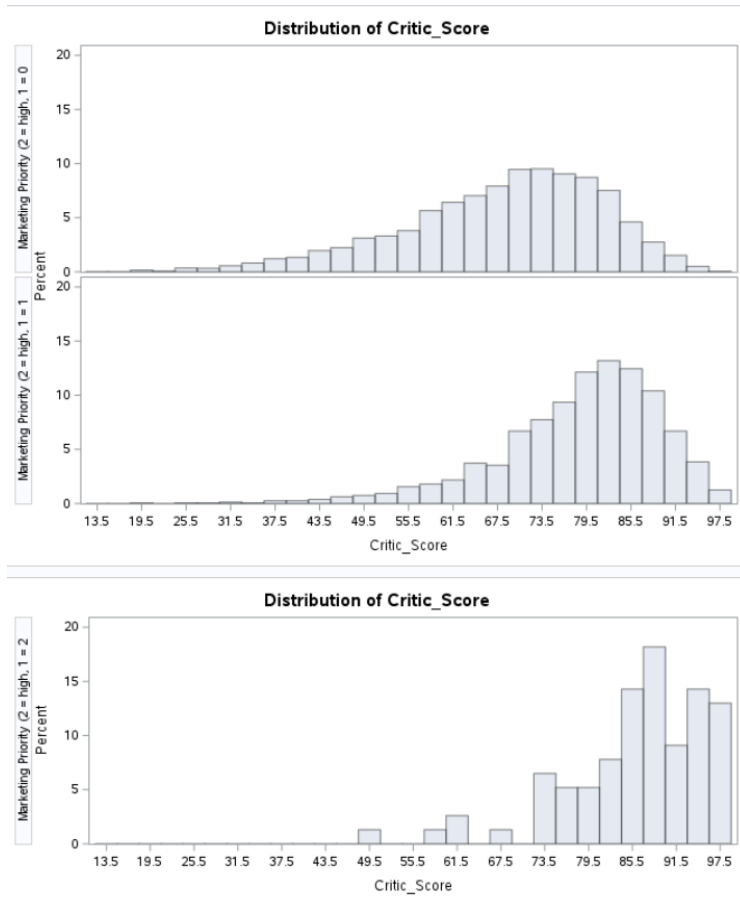 Distribution of Critic_Score
Marketing Priority (2 = high, 1 = 0
Percent
20
15
10
5
0
Marketing Priority (2 = high, 1 = 1
20
15
10
5
0
13.5 19.5 25.5 31.5 37.5 43.5 49.5 55.5 61.5 67.5 73.5 79.5 85.5 91.5 97.5
Critic_Score
Distribution of Critic_Score
Marketing Priority (2 = high, 1 = 2
Percent
20
15
10
5
0
13.5 19.5 25.5 31.5 37.5 43.5 49.5 55.5 61.5 67.5 73.5 79.5 85.5 91.5 97.5
Critic_Score